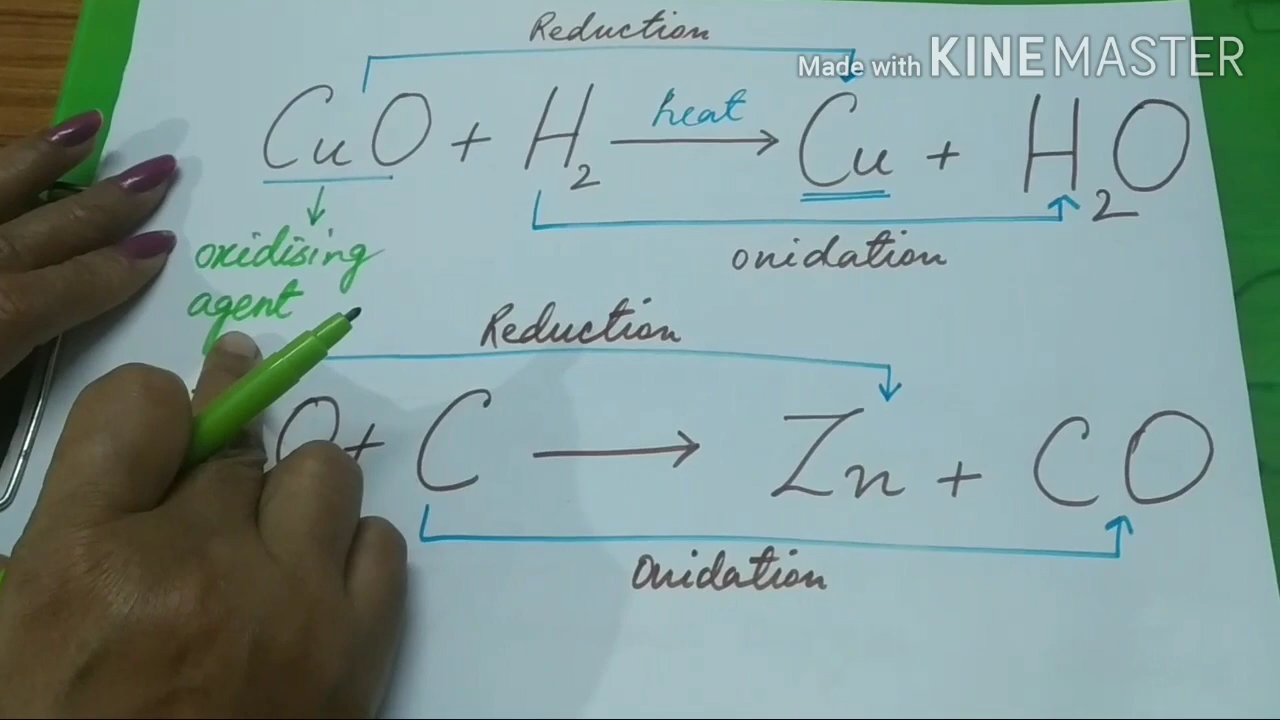 Reduction
Made with KINEMASTER
CuO + H₂ heat → Cu + H₂O
oxidising
agent
onidation
Reduction
O + C → Zn + CO
Onidation